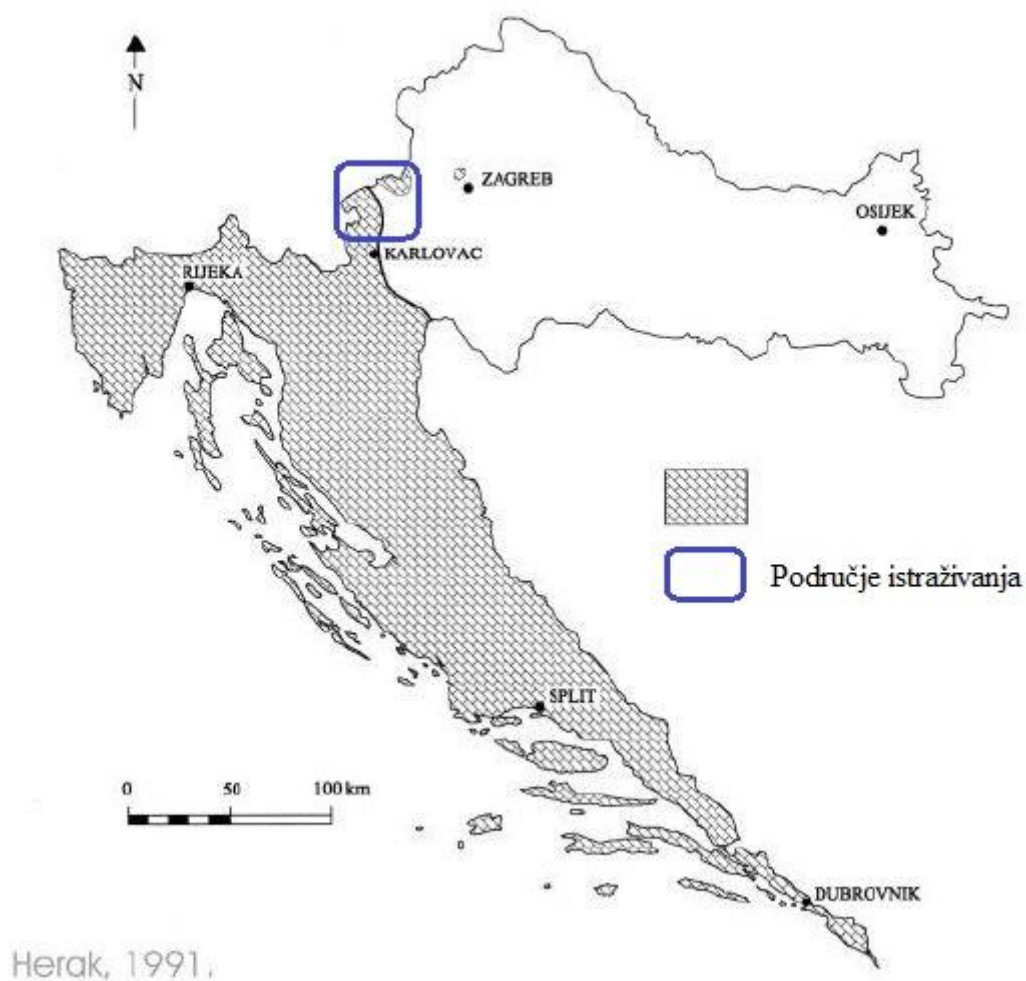 N
ZAGREB
OSIJEK
KARLOVAC
RIJEKA
Područje istraživanja
SPLIT
0 50 100 km
DUBROVNIK
Herak, 1991.